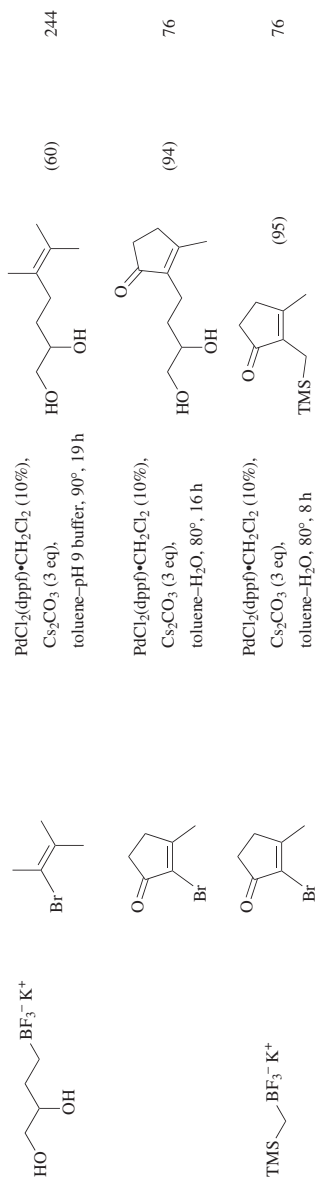 HO
OH
BF3− K+
Br
PdCl2(dppf)•CH2Cl2 (10%),
Cs2CO3 (3 eq),
toluene–pH 9 buffer, 90°, 19 h
HO
OH
(60)
244
O
Br
PdCl2(dppf)•CH2Cl2 (10%),
Cs2CO3 (3 eq),
toluene–H2O, 80°, 16 h
O
HO
OH
(94)
76
TMS
BF3− K+
O
Br
PdCl2(dppf)•CH2Cl2 (10%),
Cs2CO3 (3 eq),
toluene–H2O, 80°, 8 h
O
TMS
(95)
76